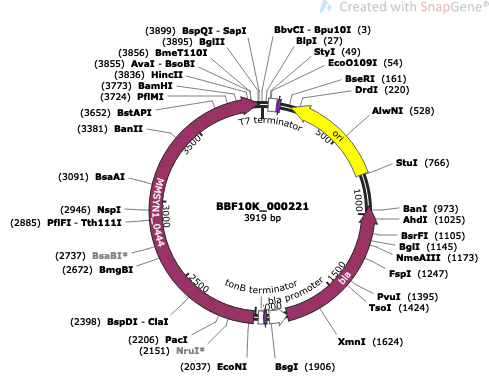 Created with SnapGene®
(3899) BspQI - SapI
(3895) BglII
(3856) BmeT110I
(3855) AvaI - BsoBI
(3836) HincII
(3773) BamHI
(3724) PflMI
(3652) BstAPI
(3381) BanII
(3091) BsaAI
(2946) NspI
(2885) PflFI - Tth111I
(2737) BsaBI*
(2672) BmgBI
(2398) BspDI - ClaI
(2206) PacI
(2151) NruI*
(2037) EcoNI
BbvCI - Bpu10I (3)
BlpI (27)
StyI (49)
EcoO109I (54)
BseRI (161)
DrdI (220)
AlwNI (528)
StuI (766)
BanI (973)
AhdI (1025)
BsrFI (1105)
BglI (1145)
NmeAIII (1173)
FspI (1247)
PvuI (1395)
TsoI (1424)
XmnI (1624)
BsgI (1906)
T7 terminator
ori
bla
bla promoter
tonB terminator
MMSYN1_0444
500
1000
1500
2500
3000
3500
BBF10K_000221
3919 bp